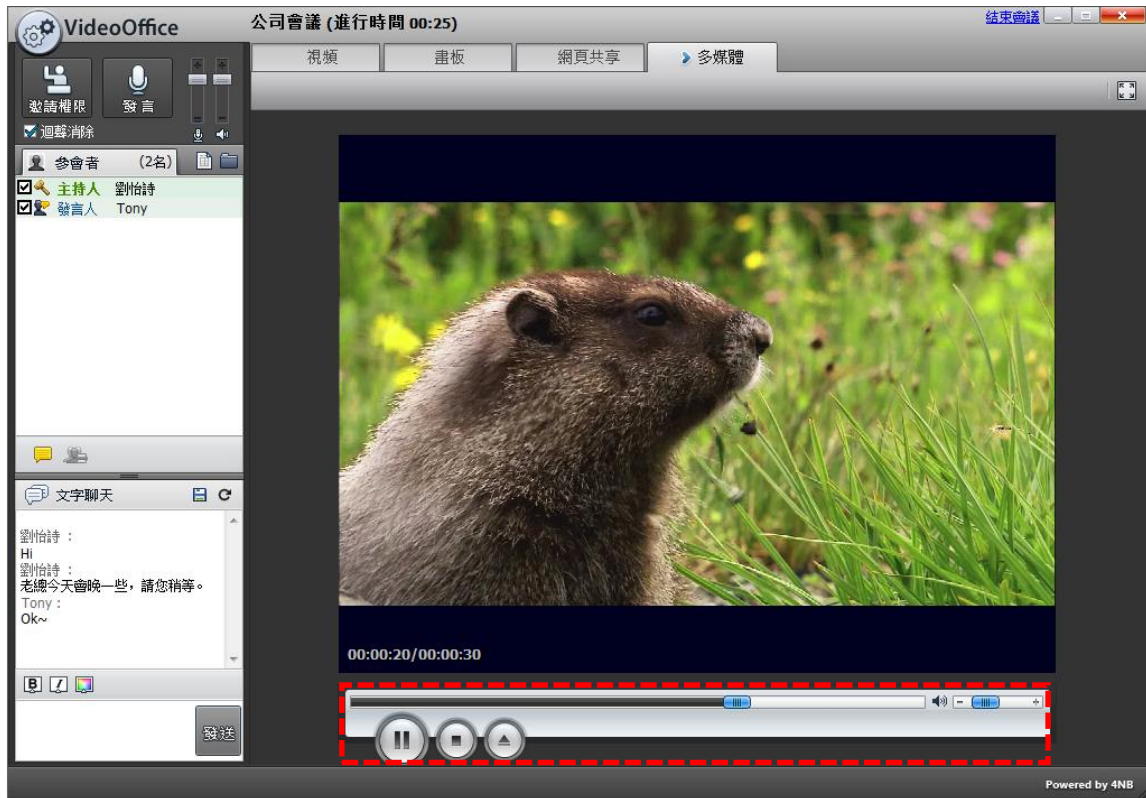 VideoOffice
公司會議 (進行時間 00:25)
結束會議
視頻
畫板
網頁共享
多媒體
邀請權限
發言
迴聲消除
參會者 (2名)
主持人 劉怡詩
發言人 Tony
文字聊天
劉怡詩 :
Hi
劉怡詩 :
老總今天會晚一些，請您稍等。
Tony :
Ok~
B I
發送
00:00:20/00:00:30
Powered by 4NB